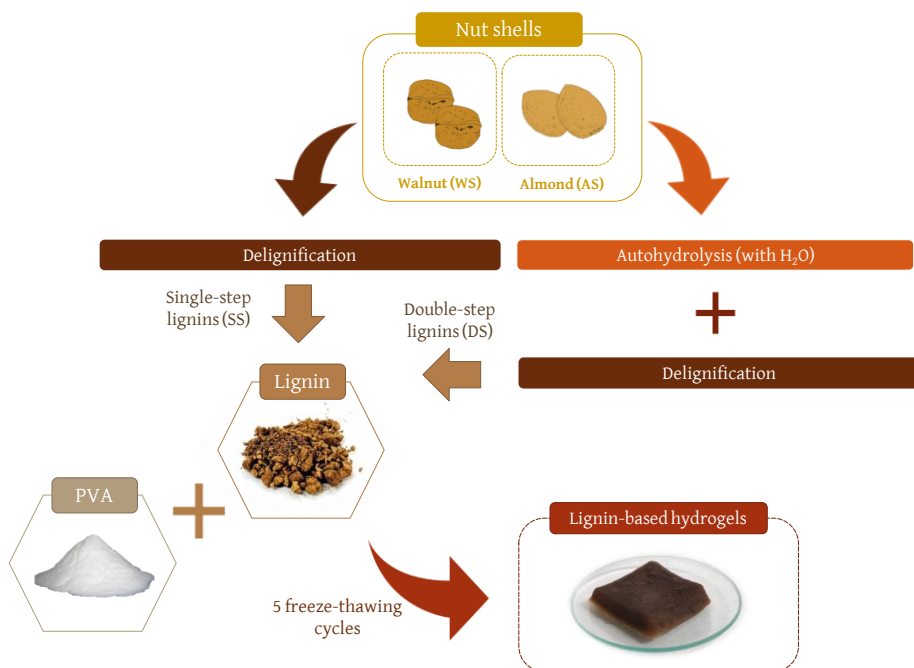 Nut shells
Walnut (WS)
Almond (AS)
Delignification
Autohydrolysis (with H₂O)
Single-step
lignins (SS)
Double-step
lignins (DS)
Delignification
Lignin
PVA
Lignin-based hydrogels
5 freeze-thawing
cycles